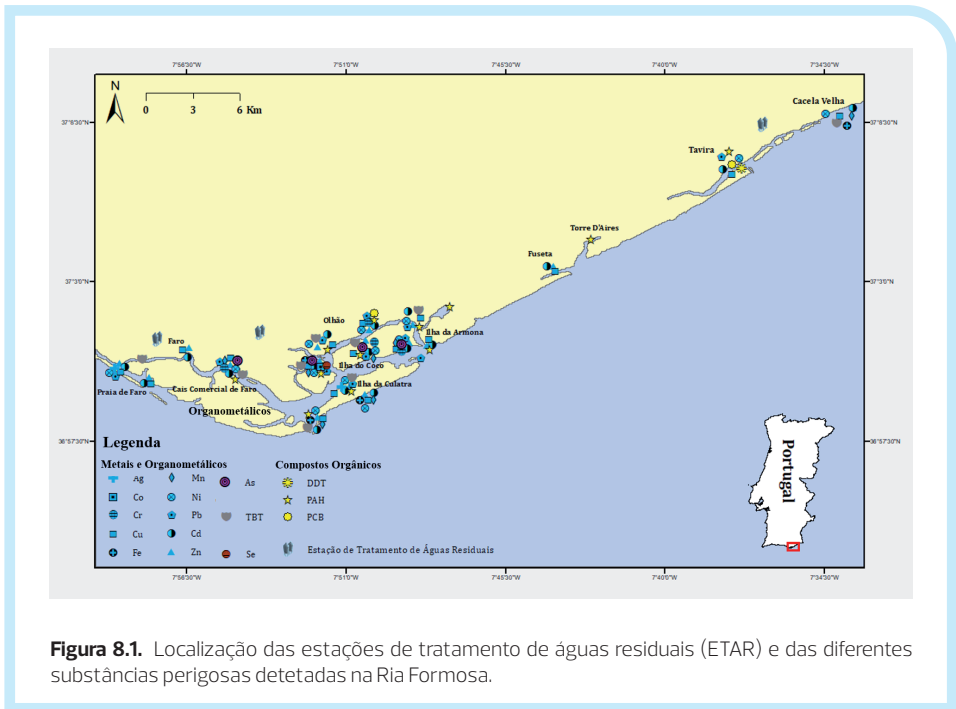 7°56'30"W 7°51'0"W 7°45'30"W 7°40'0"W 7°34'30"W
N
0 3 6 Km
Cacela Velha
37°8'30"N 37°8'30"N
Tavira
Torre D'Aires
Fuseta
37°3'0"N 37°3'0"N
Olhão
Ilha da Armona
Faro
Ilha do Coco
Ilha da Culatra
Praia de Faro
Cais Comercial de Faro
Organometálicos
36°57'30"N 36°57'30"N
Legenda
Metais e Organometálicos Compostos Orgânicos
Ag Mn As DDT
Co Ni PAH
Cr Pb TBT PCB
Cu Cd
Fe Zn Se Estação de Tratamento de Águas Residuais
Portugal
7°56'30"W 7°51'0"W 7°45'30"W 7°40'0"W 7°34'30"W
Figura 8.1. Localização das estações de tratamento de águas residuais (ETAR) e das diferentes
substâncias perigosas detetadas na Ria Formosa.